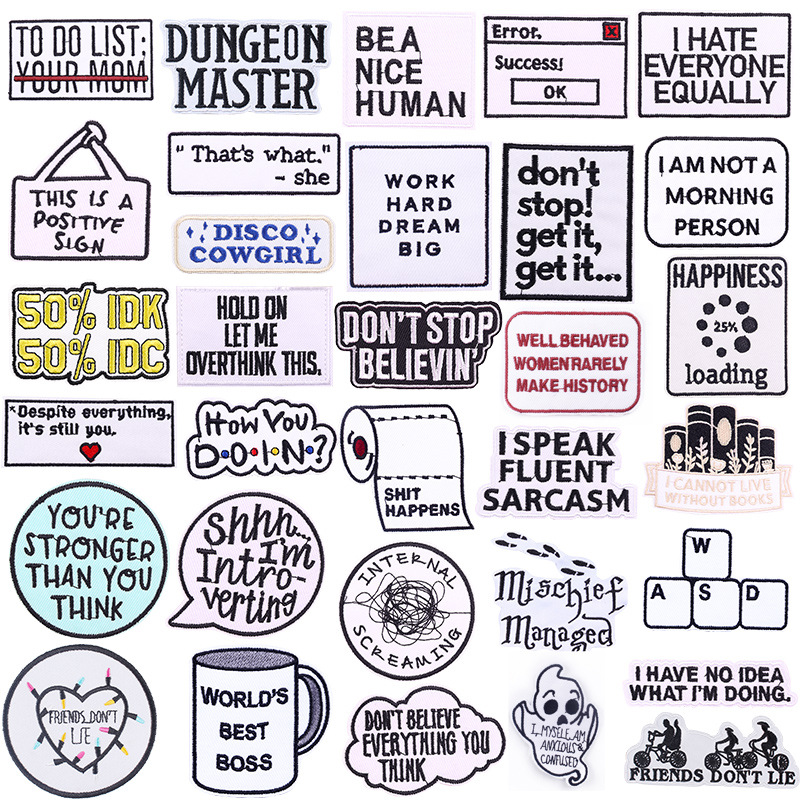 TO DO LIST:
YOUR MOM
DUNGEON
MASTER
BE A
NICE
HUMAN
Error.
X
Success!
OK
I HATE
EVERYONE
EQUALLY
THIS IS A
POSITIVE
SIGN
"That's what."
- she
DISCO
COWGIRL
WORK
HARD
DREAM
BIG
don't
stop!
get it,
get it...
I AM NOT A
MORNING
PERSON
50% IDK
50% IDC
HOLD ON
LET ME
OVERTHINK THIS.
DON'T STOP
BELIEVIN'
WELL BEHAVED
WOMEN RARELY
MAKE HISTORY
HAPPINESS
25%
loading
*Despite everything,
it's still you.
HOW YOU
D·O·I·N·?
SHIT
HAPPENS
I SPEAK
FLUENT
SARCASM
I CANNOT LIVE
WITHOUT BOOKS
YOU'RE
STRONGER
THAN YOU
THINK
Shhh...
I'm
Intro-
verting
INTERNAL
SCREAMING
Mischief
Managed
W
A S D
FRIENDS DON'T
LIE
WORLD'S
BEST
BOSS
DON'T BELIEVE
EVERYTHING YOU
THINK
I, MYSELF, AM
ANXIOUS &
CONFUSED
I HAVE NO IDEA
WHAT I'M DOING.
FRIENDS DON'T LIE